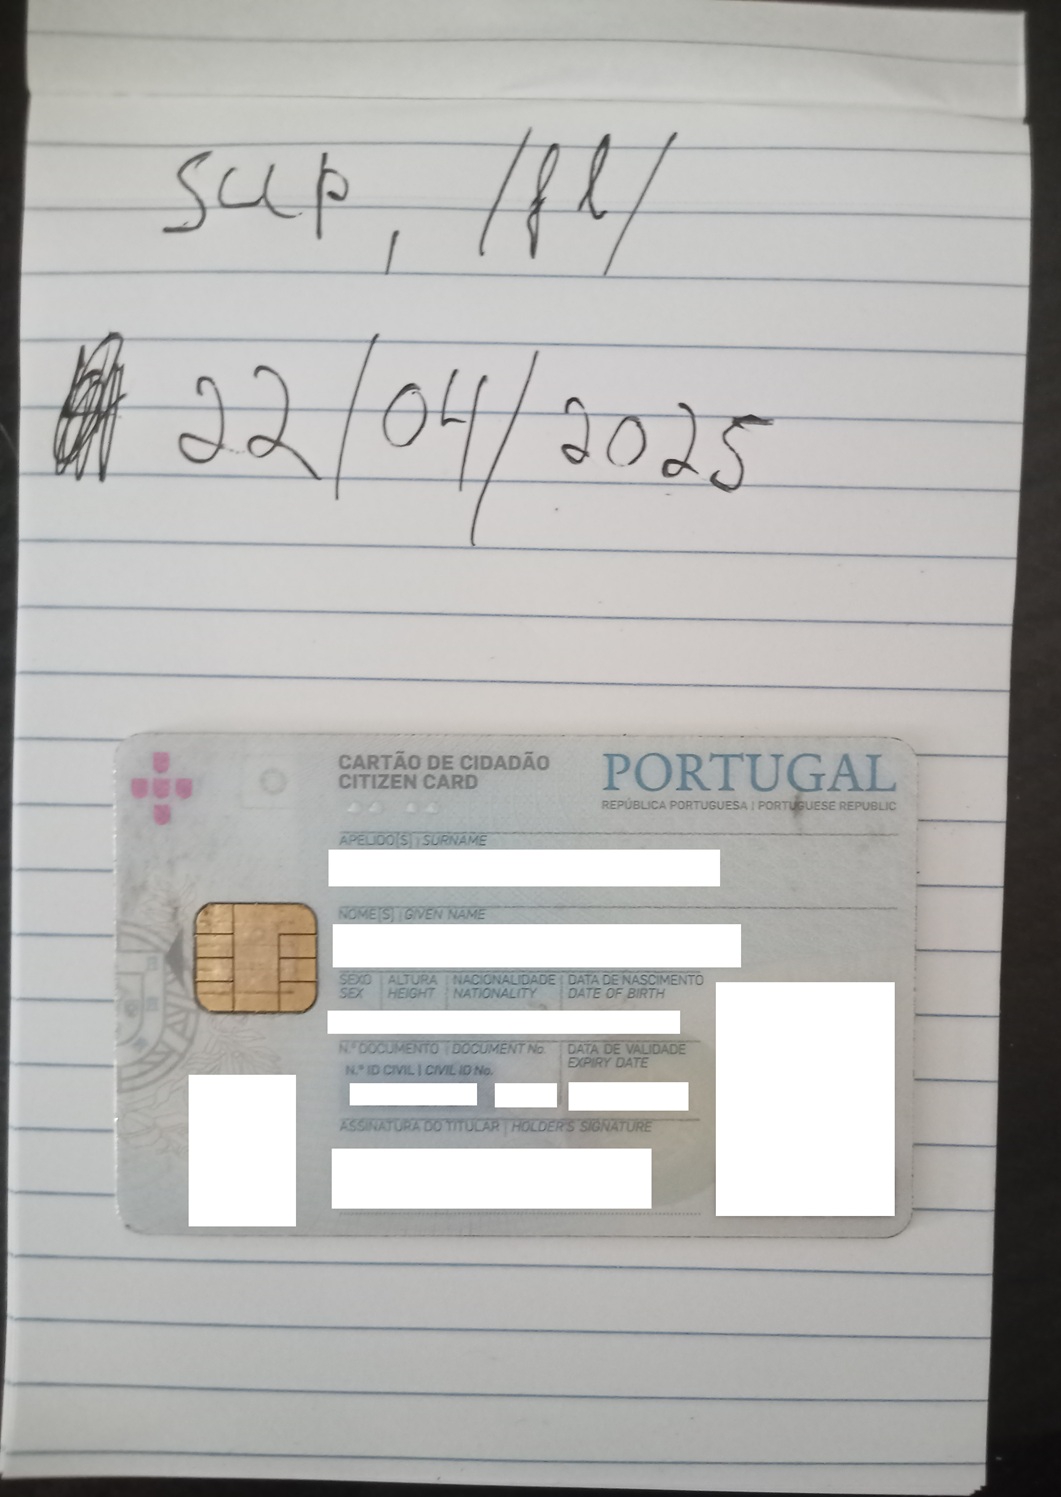 sup, /fl/
22/04/2025
CARTÃO DE CIDADÃO
CITIZEN CARD
PORTUGAL
REPÚBLICA PORTUGUESA | PORTUGUESE REPUBLIC
APELIDO[S] | SURNAME
NOME[S] | GIVEN NAME
SEXO ALTURA NACIONALIDADE DATA DE NASCIMENTO
SEX HEIGHT NATIONALITY DATE OF BIRTH
N.º DOCUMENTO | DOCUMENT No. DATA DE VALIDADE
EXPIRY DATE
N.º ID CIVIL | CIVIL ID No.
ASSINATURA DO TITULAR | HOLDER'S SIGNATURE